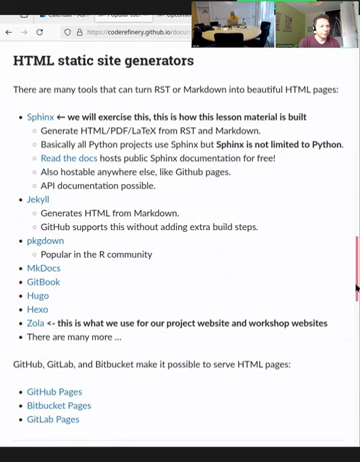 https://coderefinery.github.io/docum
HTML static site generators
There are many tools that can turn RST or Markdown into beautiful HTML pages:
Sphinx ← we will exercise this, this is how this lesson material is built
Generate HTML/PDF/LaTeX from RST and Markdown.
Basically all Python projects use Sphinx but Sphinx is not limited to Python.
Read the docs hosts public Sphinx documentation for free!
Also hostable anywhere else, like Github pages.
API documentation possible.
Jekyll
Generates HTML from Markdown.
GitHub supports this without adding extra build steps.
pkgdown
Popular in the R community
MkDocs
GitBook
Hugo
Hexo
Zola <- this is what we use for our project website and workshop websites
There are many more ...
GitHub, GitLab, and Bitbucket make it possible to serve HTML pages:
GitHub Pages
Bitbucket Pages
GitLab Pages